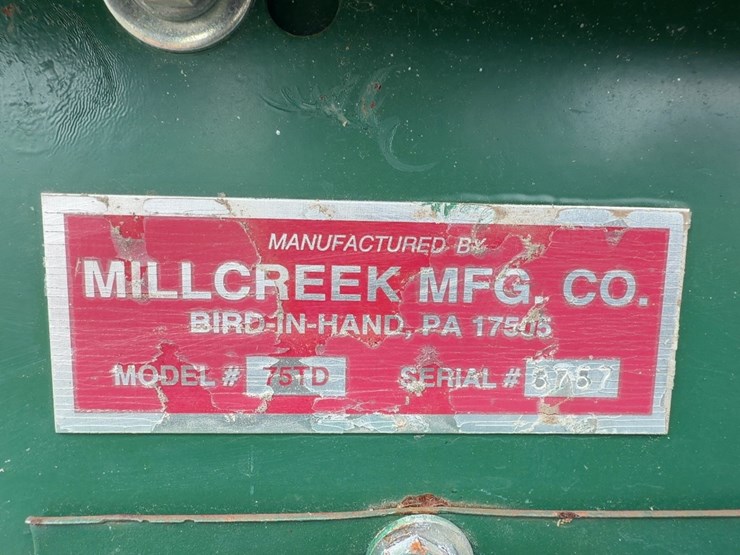 MANUFACTURED BY
MILLCREEK MFG. CO.
BIRD-IN-HAND, PA 17505
MODEL # 75TD SERIAL #